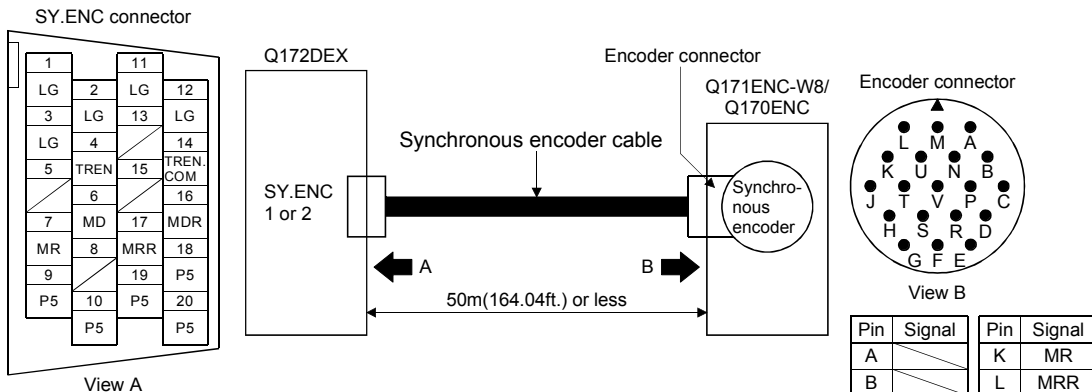 SY.ENC connector
1
LG
3
LG
5
7
MR
9
P5
2
LG
4
TREN
6
MD
8
10
P5
11
LG
13
15
17
MRR
19
P5
12
LG
14
TREN.
COM
16
MDR
18
P5
20
P5
View A
Q172DEX
SY.ENC
1 or 2
Synchronous encoder cable
A
B
50m(164.04ft.) or less
Encoder connector
Q171ENC-W8/
Q170ENC
Synchro-
nous
encoder
Encoder connector
L M A
K U N B
J T V P C
H S R D
G F E
View B
Pin Signal Pin Signal
A K MR
B L MRR